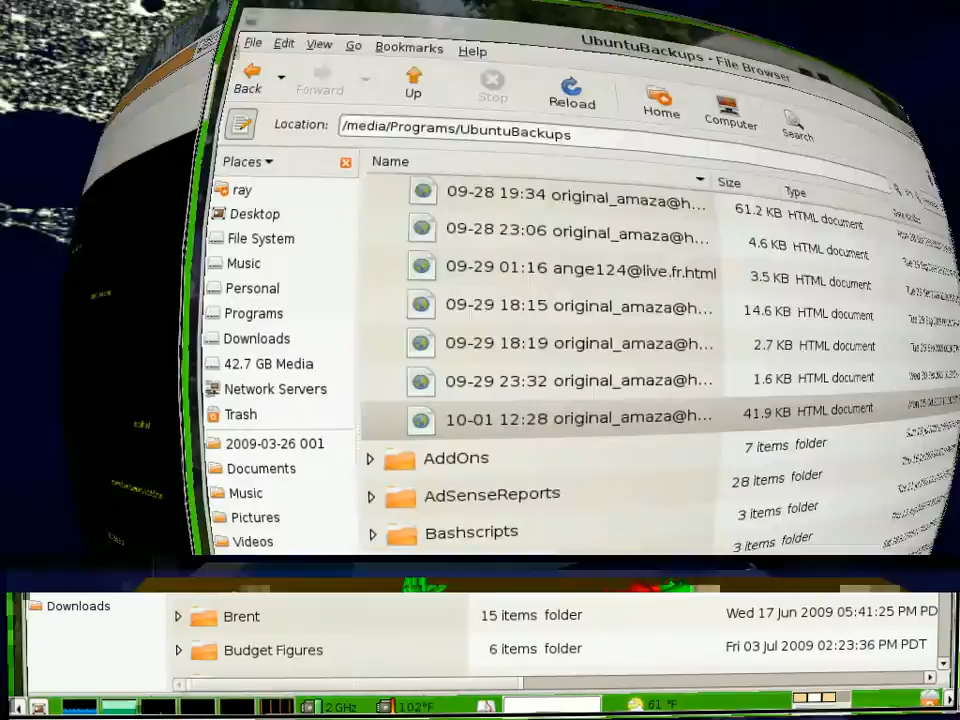 UbuntuBackups - File Browser
File Edit View Go Bookmarks Help
Back Forward Up Stop Reload Home Computer Search
Location: /media/Programs/UbuntuBackups
Places Name Size Type
ray
Desktop
File System
Music
Personal
Programs
Downloads
42.7 GB Media
Network Servers
Trash
2009-03-26 001
Documents
Music
Pictures
Videos
09-28 19:34 original_amaza@h... 61.2 KB HTML document
09-28 23:06 original_amaza@h... 4.6 KB HTML document
09-29 01:16 ange124@live.fr.html 3.5 KB HTML document
09-29 18:15 original_amaza@h... 14.6 KB HTML document
09-29 18:19 original_amaza@h... 2.7 KB HTML document
09-29 23:32 original_amaza@h... 1.6 KB HTML document
10-01 12:28 original_amaza@h... 41.9 KB HTML document
AddOns 7 items folder
AdSenseReports 28 items folder
Bashscripts 3 items folder
3 items folder
Downloads
Brent 15 items folder Wed 17 Jun 2009 05:41:25 PM PD
Budget Figures 6 items folder Fri 03 Jul 2009 02:23:36 PM PDT
2 GHz 102°F 61 °F